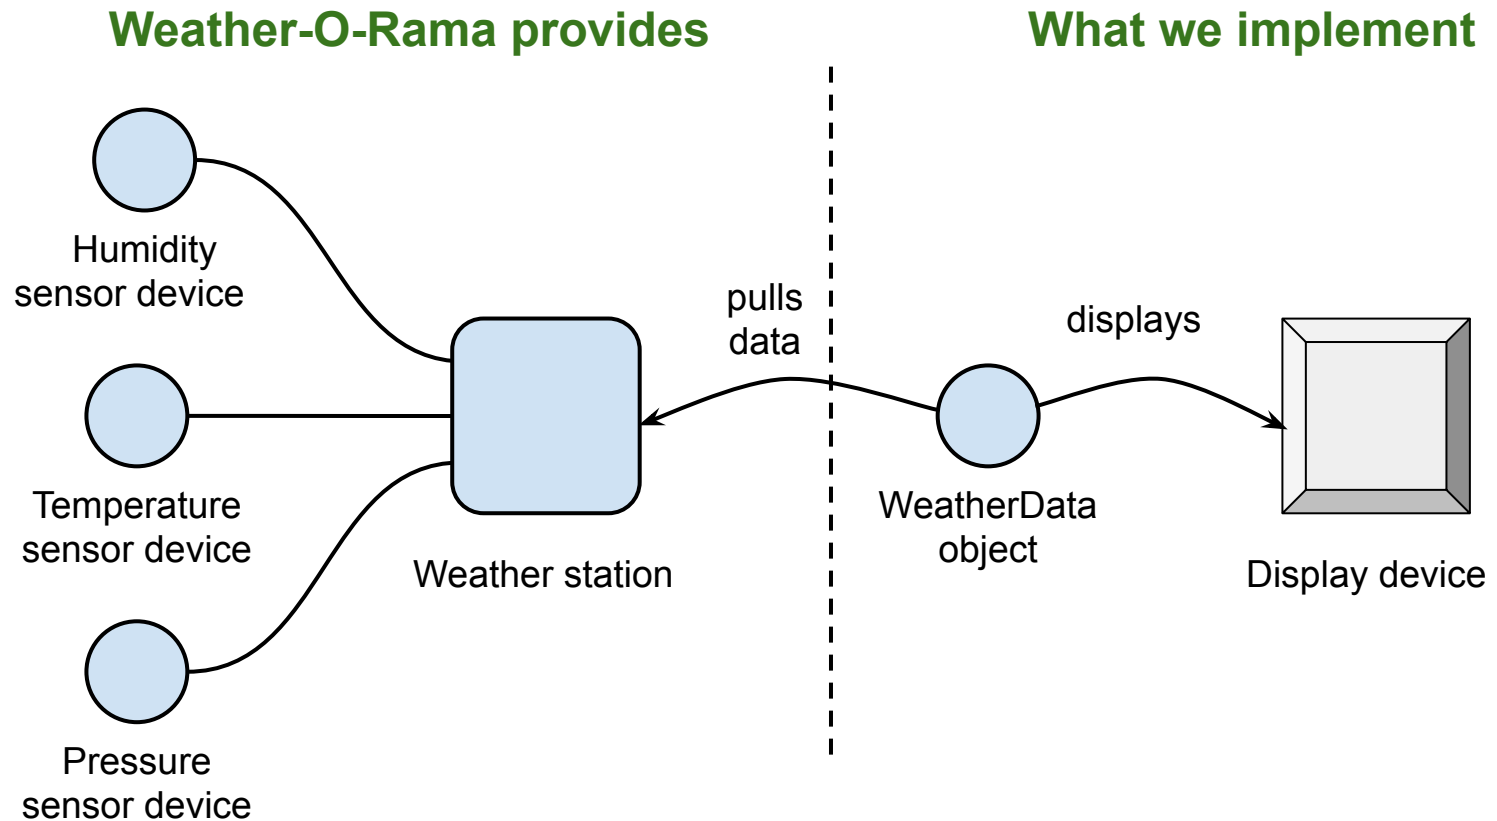 Weather-O-Rama provides
What we implement
Humidity
sensor device
pulls
data
displays
Temperature
sensor device
Weather station
WeatherData
object
Display device
Pressure
sensor device